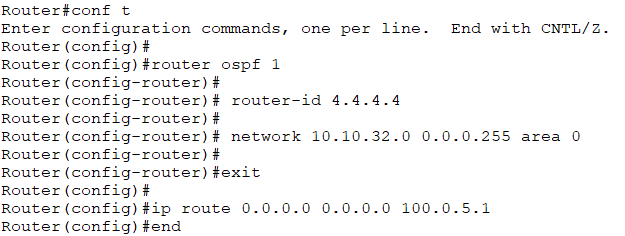 Router#conf t
Enter configuration commands, one per line.  End with CNTL/Z.
Router(config)#
Router(config)#router ospf 1
Router(config-router)#
Router(config-router)# router-id 4.4.4.4
Router(config-router)#
Router(config-router)# network 10.10.32.0 0.0.0.255 area 0
Router(config-router)#
Router(config-router)#exit
Router(config)#
Router(config)#ip route 0.0.0.0 0.0.0.0 100.0.5.1
Router(config)#end